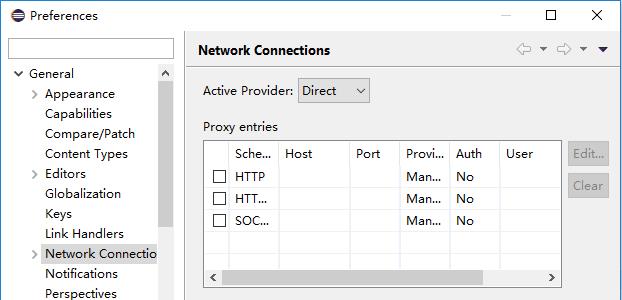 Preferences
General
Appearance
Capabilities
Compare/Patch
Content Types
Editors
Globalization
Keys
Link Handlers
Network Connectio
Notifications
Perspectives
Network Connections
Active Provider: Direct
Proxy entries
Sche... Host Port Provi... Auth User
HTTP Man... No
HTT... Man... No
SOC... Man... No
Edit...
Clear